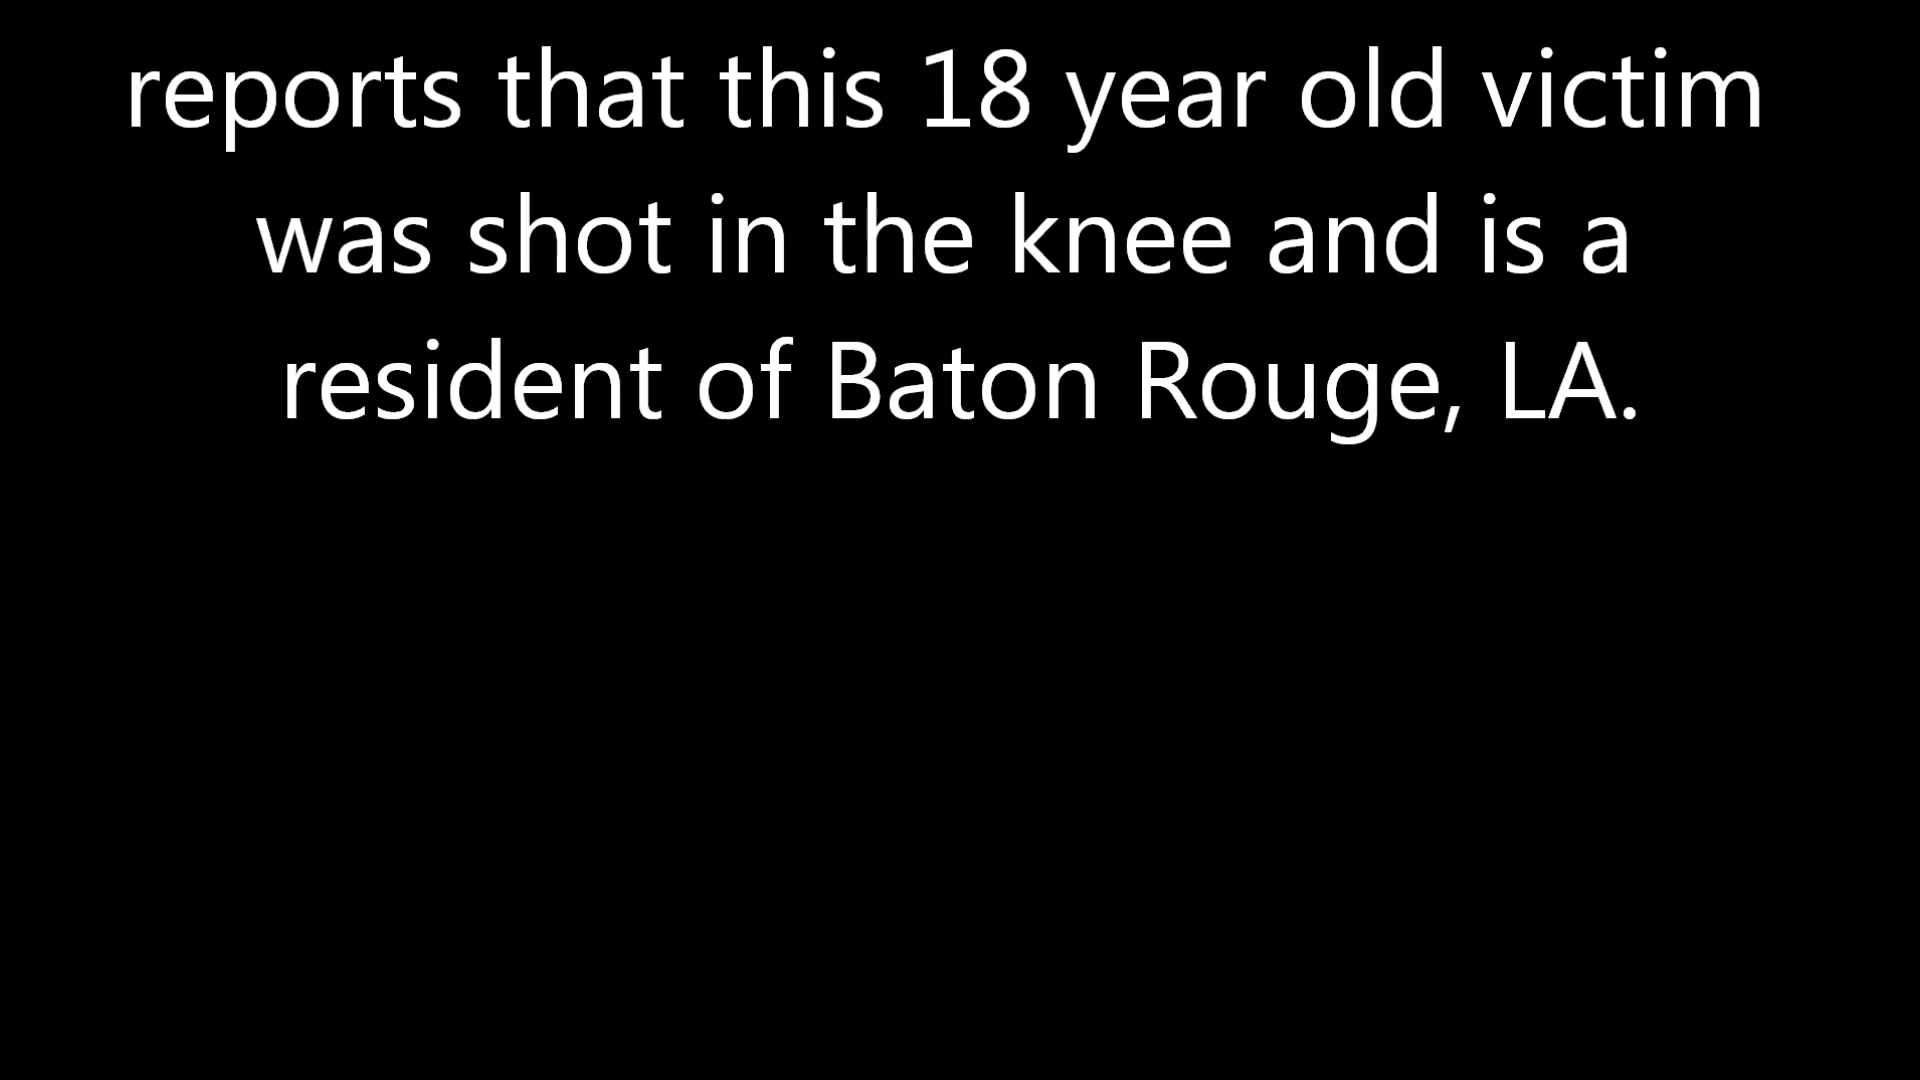 reports that this 18 year old victim
was shot in the knee and is a
resident of Baton Rouge, LA.